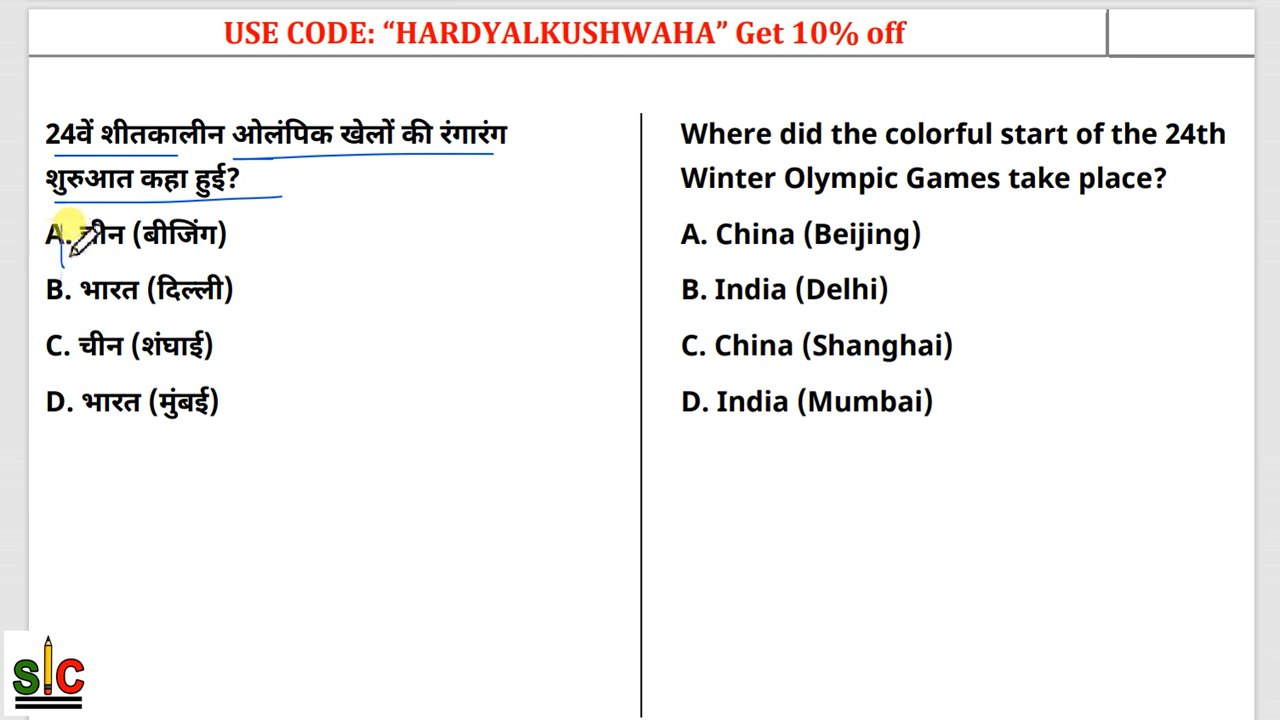 USE CODE: “HARDYALKUSHWAHA” Get 10% off
24वें शीतकालीन ओलंपिक खेलों की रंगारंग
शुरुआत कहा हुई?
A. चीन (बीजिंग)
B. भारत (दिल्ली)
C. चीन (शंघाई)
D. भारत (मुंबई)
Where did the colorful start of the 24th
Winter Olympic Games take place?
A. China (Beijing)
B. India (Delhi)
C. China (Shanghai)
D. India (Mumbai)
SIC